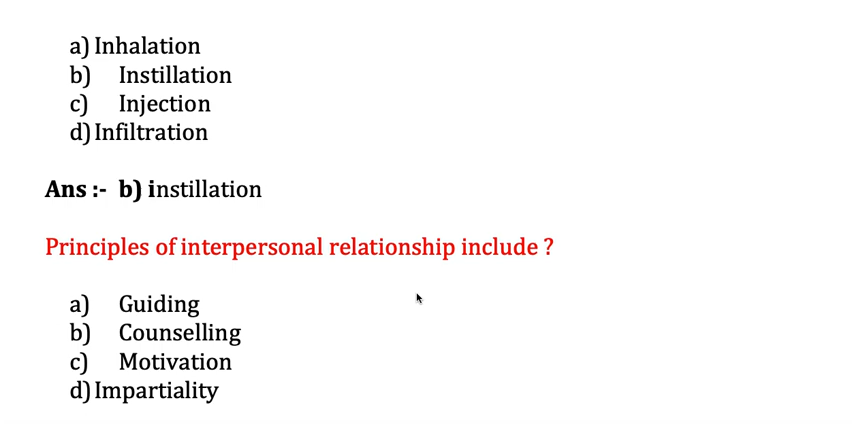 a) Inhalation
b) Instillation
c) Injection
d) Infiltration
Ans :- b) instillation
Principles of interpersonal relationship include ?
a) Guiding
b) Counselling
c) Motivation
d) Impartiality